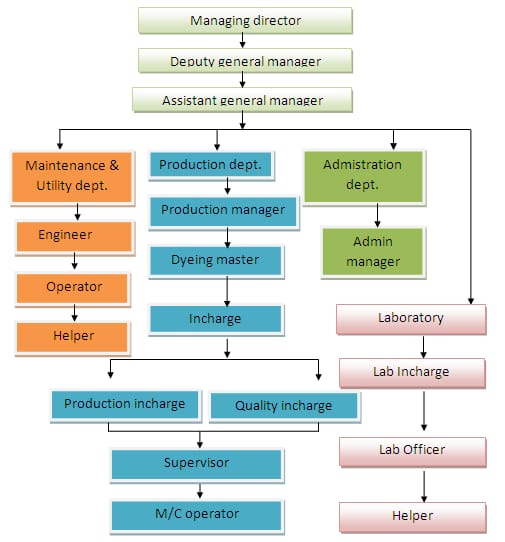 Managing director
Deputy general manager
Assistant general manager
Maintenance &
Utility dept.
Engineer
Operator
Helper
Production dept.
Production manager
Dyeing master
Incharge
Production incharge
Quality incharge
Supervisor
M/C operator
Admistration
dept.
Admin
manager
Laboratory
Lab Incharge
Lab Officer
Helper